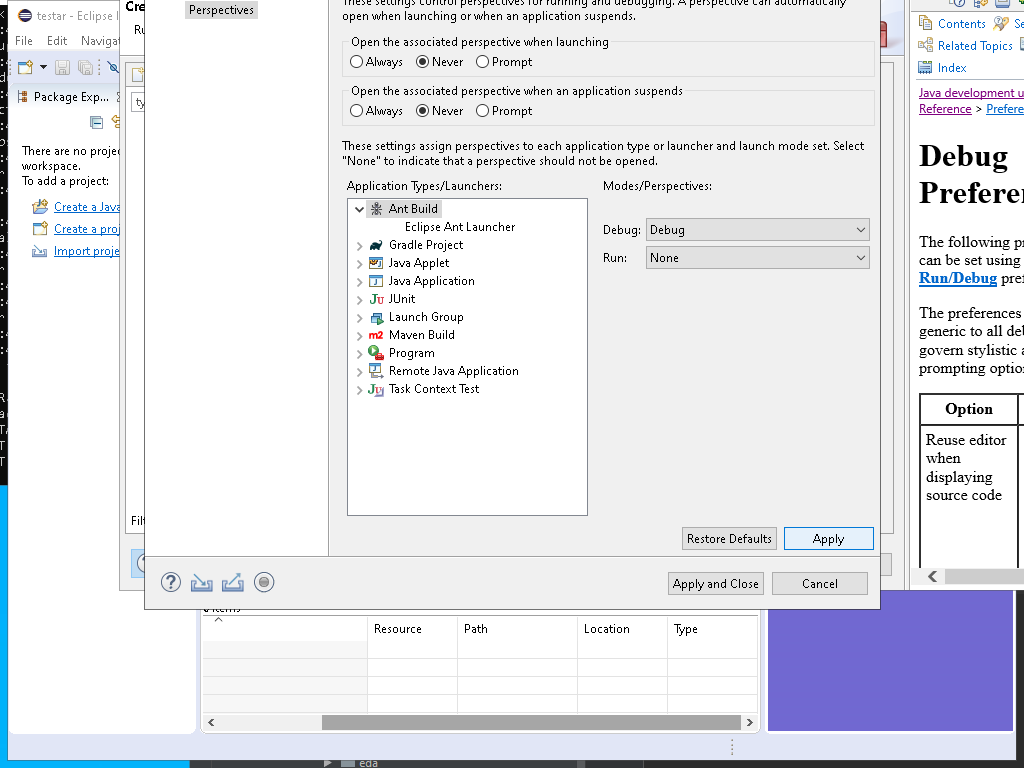 testar - Eclipse
File Edit Naviga
Package Exp...
There are no proje
workspace.
To add a project:
Create a Java
Create a proj
Import proje
Cre
Ru
ty
Filt
Perspectives
These settings control perspectives for running and debugging. A perspective can automatically
open when launching or when an application suspends.
Open the associated perspective when launching
Always Never Prompt
Open the associated perspective when an application suspends
Always Never Prompt
These settings assign perspectives to each application type or launcher and launch mode set. Select
"None" to indicate that a perspective should not be opened.
Application Types/Launchers:
Modes/Perspectives:
Ant Build
Eclipse Ant Launcher
Gradle Project
Java Applet
Java Application
JUnit
Launch Group
Maven Build
Program
Remote Java Application
Task Context Test
Debug: Debug
Run: None
Restore Defaults Apply
Apply and Close Cancel
Resource Path Location Type
Contents Se
Related Topics
Index
Java development u
Reference > Prefere
Debug
Preferen
The following pr
can be set using
Run/Debug pref
The preferences
generic to all deb
govern stylistic a
prompting option
Option
Reuse editor
when
displaying
source code
eda